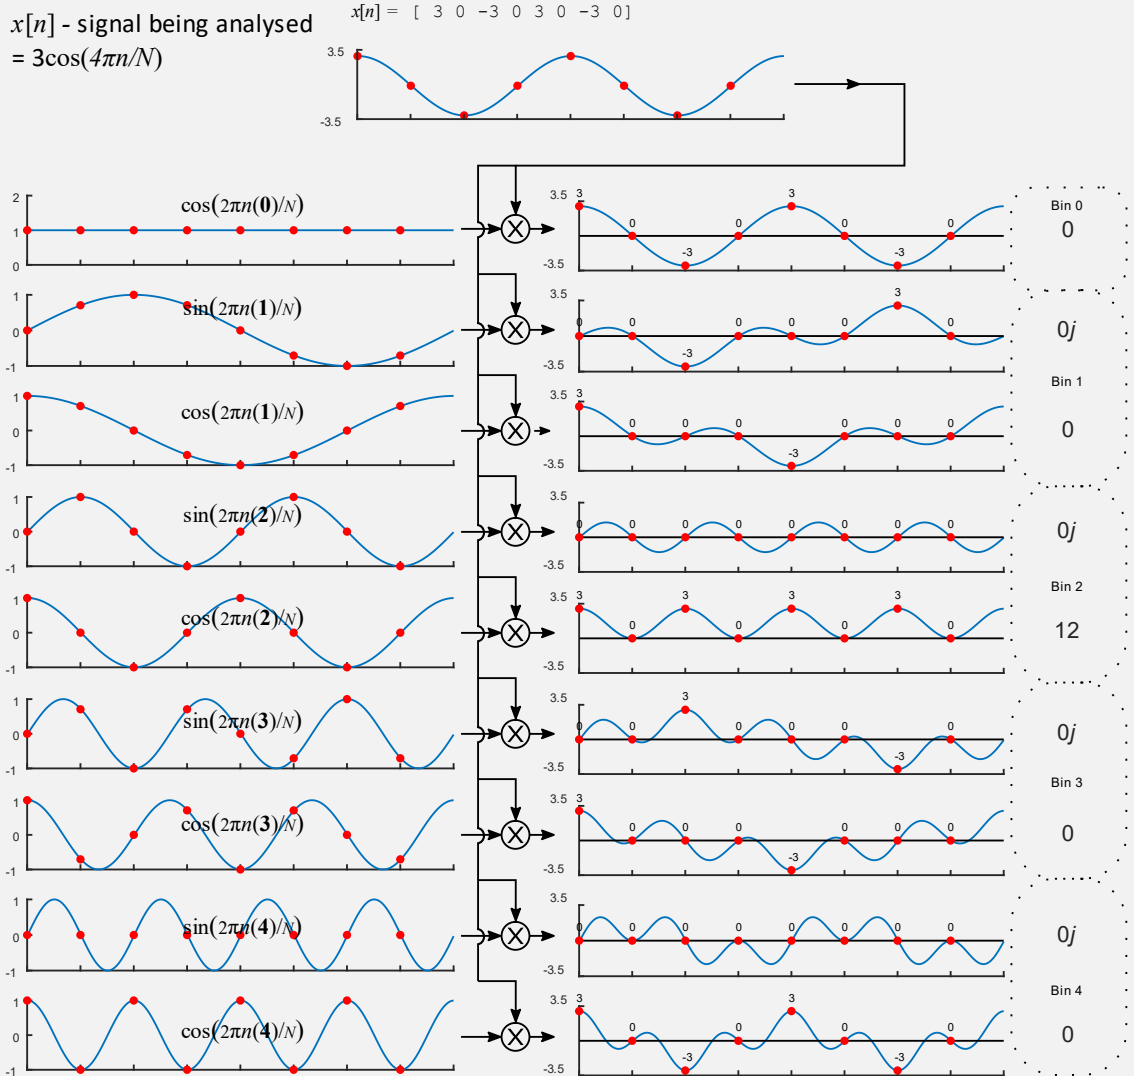 x[n] - signal being analysed
= 3cos(4πn/N)
x[n] = [ 3 0 -3 0 3 0 -3 0]
3.5
-3.5
2
1
0
cos(2πn(0)/N)
X
3.5
-3.5
3 0 -3 0 3 0 -3 0
Bin 0
0
1
0
-1
sin(2πn(1)/N)
X
3.5
-3.5
0 0 -3 0 0 0 3 0
0j
Bin 1
1
0
-1
cos(2πn(1)/N)
X
3.5
-3.5
3 0 0 0 -3 0 0 0
0
1
0
-1
sin(2πn(2)/N)
X
3.5
-3.5
0 0 0 0 0 0 0 0
0j
Bin 2
1
0
-1
cos(2πn(2)/N)
X
3.5
-3.5
3 0 3 0 3 0 3 0
12
1
0
-1
sin(2πn(3)/N)
X
3.5
-3.5
0 0 3 0 0 0 -3 0
0j
Bin 3
1
0
-1
cos(2πn(3)/N)
X
3.5
-3.5
3 0 0 0 -3 0 0 0
0
1
0
-1
sin(2πn(4)/N)
X
3.5
-3.5
0 0 0 0 0 0 0 0
0j
Bin 4
1
0
-1
cos(2πn(4)/N)
X
3.5
-3.5
3 0 -3 0 3 0 -3 0
0